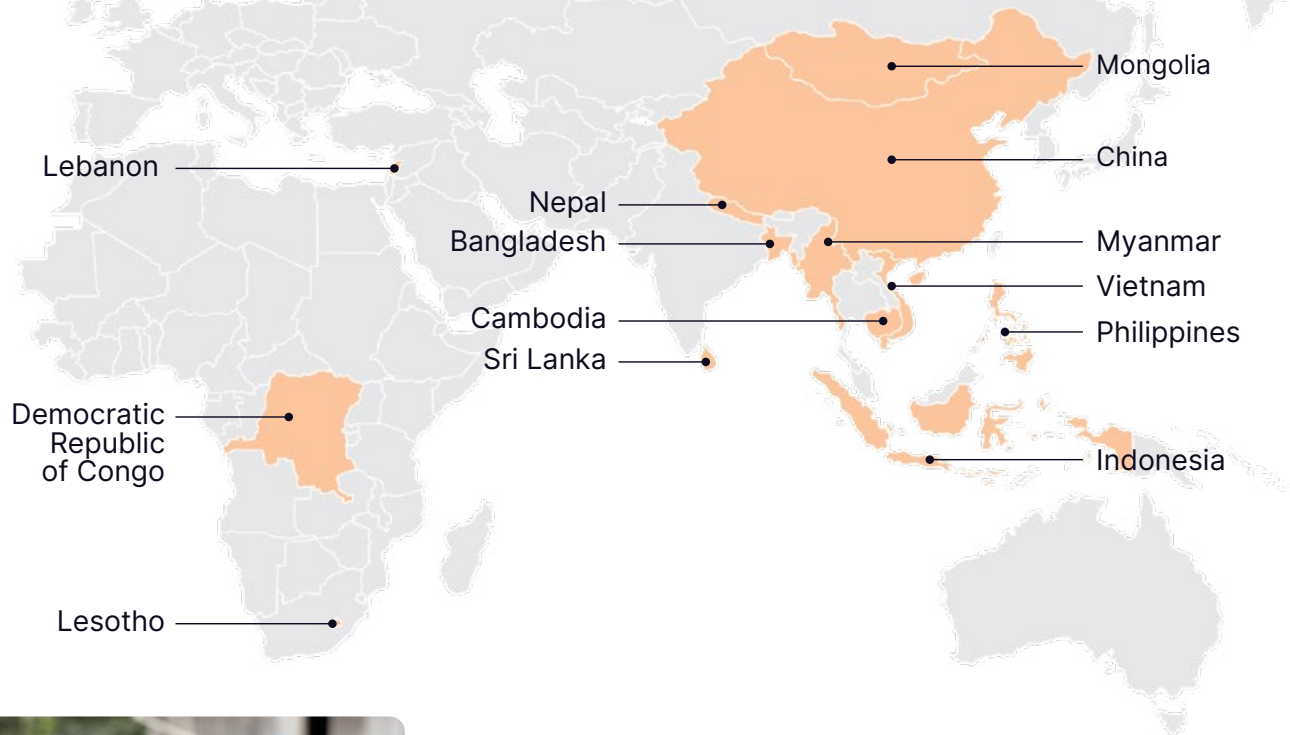 Mongolia
China
Lebanon
Nepal
Bangladesh
Myanmar
Vietnam
Cambodia
Philippines
Sri Lanka
Democratic
Republic
of Congo
Indonesia
Lesotho